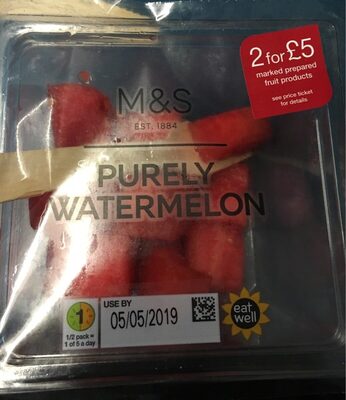 2 for £5
marked prepared
fruit products
see price ticket
for details
M&S
EST. 1884
PURELY
WATERMELON
1
1/2 pack =
1 of 5 a day
USE BY
05/05/2019
eat
well